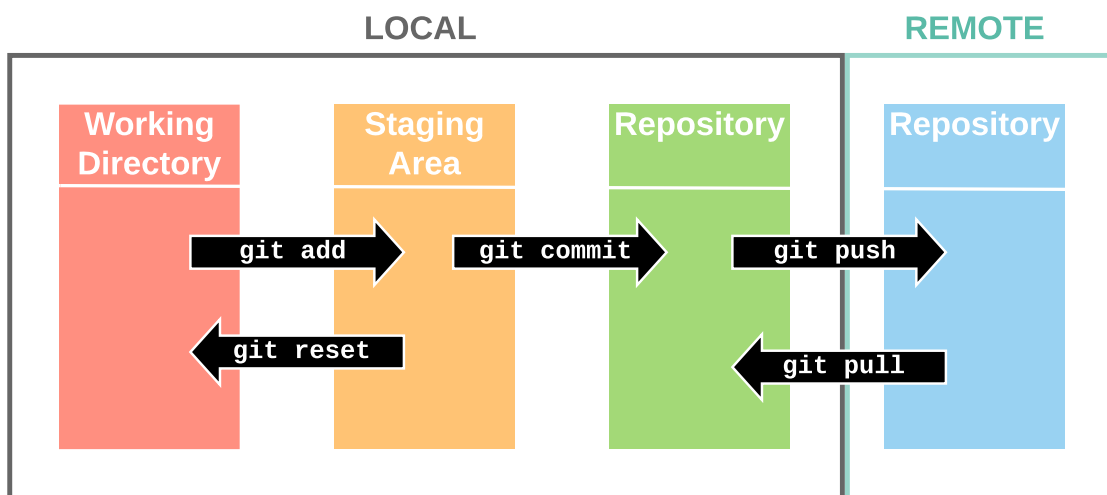 LOCAL
REMOTE
Working
Directory
Staging
Area
Repository
Repository
git add
git commit
git push
git reset
git pull